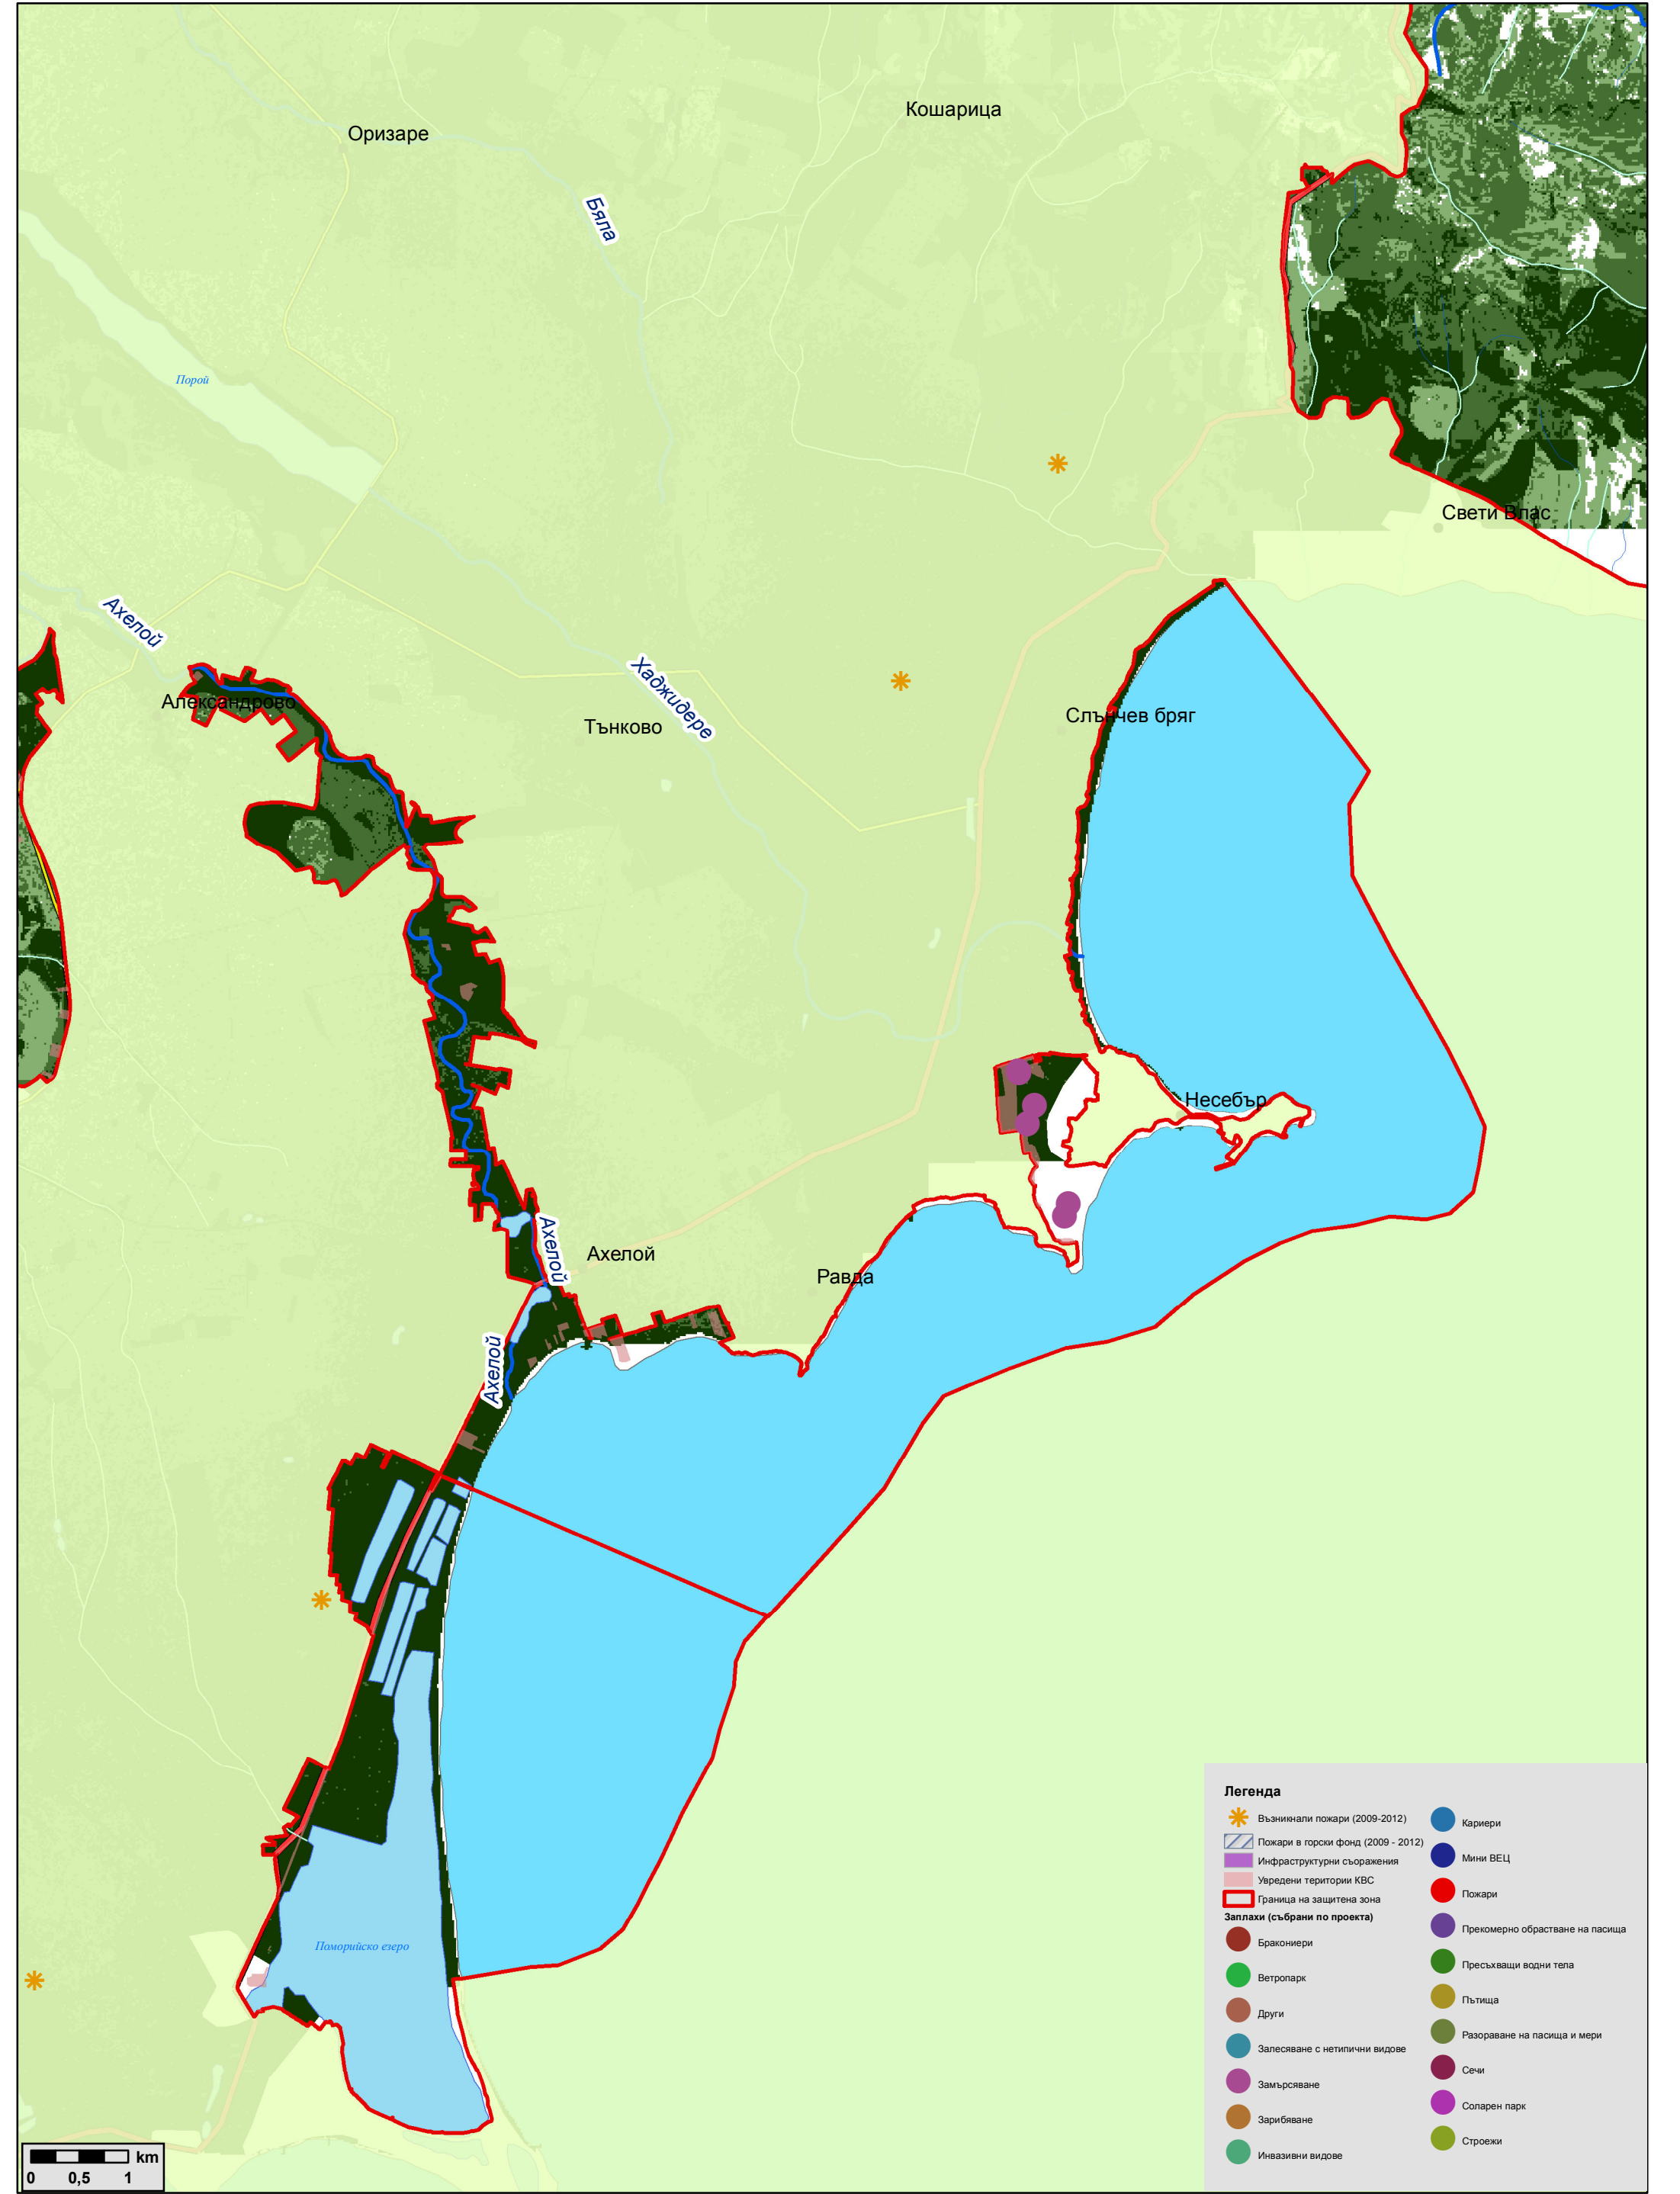 Кошарица
Оризаре
Бяла
Порой
Свети Влас
Ахелой
Александрово
Хаджидере
Тънково
Слънчев бряг
Несебър
Ахелой
Ахелой
Равда
Ахелой
Поморийско езеро
Легенда
Възникнали пожари (2009-2012)
Пожари в горски фонд (2009 - 2012)
Инфраструктурни съоражения
Увредени територии КВС
Граница на защитена зона
Заплахи (събрани по проекта)
Бракониери
Ветропарк
Други
Залесяване с нетипични видове
Замърсяване
Зарибяване
Инвазивни видове
Кариери
Мини ВЕЦ
Пожари
Прекомерно обрастване на пасища
Пресъхващи водни тела
Пътища
Разораване на пасища и мери
Сечи
Соларен парк
Строежи
km
0 0,5 1